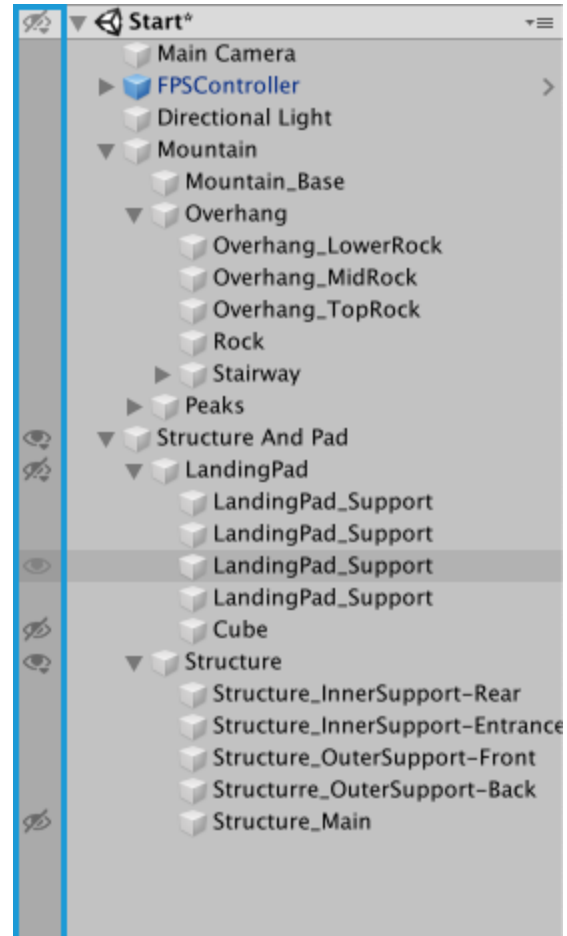 Start*
Main Camera
FPSController
Directional Light
Mountain
Mountain_Base
Overhang
Overhang_LowerRock
Overhang_MidRock
Overhang_TopRock
Rock
Stairway
Peaks
Structure And Pad
LandingPad
LandingPad_Support
LandingPad_Support
LandingPad_Support
LandingPad_Support
Cube
Structure
Structure_InnerSupport-Rear
Structure_InnerSupport-Entrance
Structure_OuterSupport-Front
Structurre_OuterSupport-Back
Structure_Main